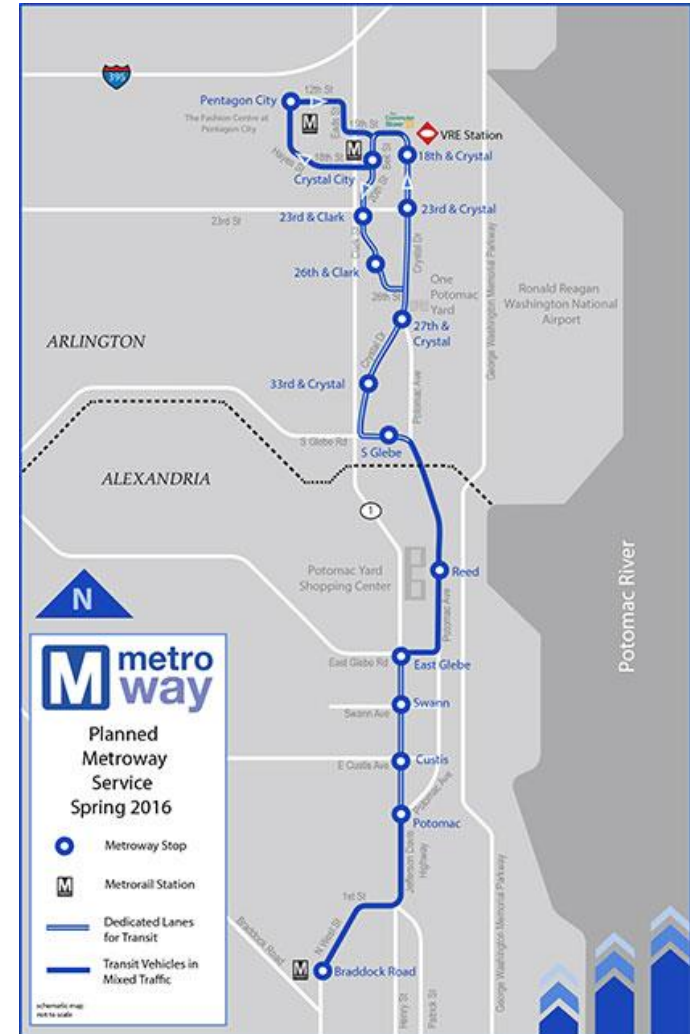 395
Pentagon City
12th St
The Fashion Centre at
Pentagon City
Eads St
15th St
VRE Station
Bell St
18th & Crystal
Hayes St
18th St
Crystal City
20th St
23rd & Clark
23rd & Crystal
23rd St
Crystal Dr
26th & Clark
26th St
One
Potomac
Yard
George Washington Memorial Parkway
Ronald Reagan
Washington National
Airport
27th &
Crystal
ARLINGTON
Crystal Dr
33rd & Crystal
Potomac Ave
S Glebe Rd
S Glebe
ALEXANDRIA
1
Potomac Yard
Shopping Center
Reed
Potomac Ave
Potomac River
N
East Glebe Rd
East Glebe
Swann
Swann Ave
Custis
E Custis Ave
Potomac Ave
Potomac
Jefferson Davis
Highway
1st St
N West St
Braddock Road
M
Braddock Road
Henry St
Patrick St
George Washington Memorial Parkway
M metro
way
Planned
Metroway
Service
Spring 2016
Metroway Stop
M
Metrorail Station
Dedicated Lanes
for Transit
Transit Vehicles in
Mixed Traffic
schematic map
not to scale